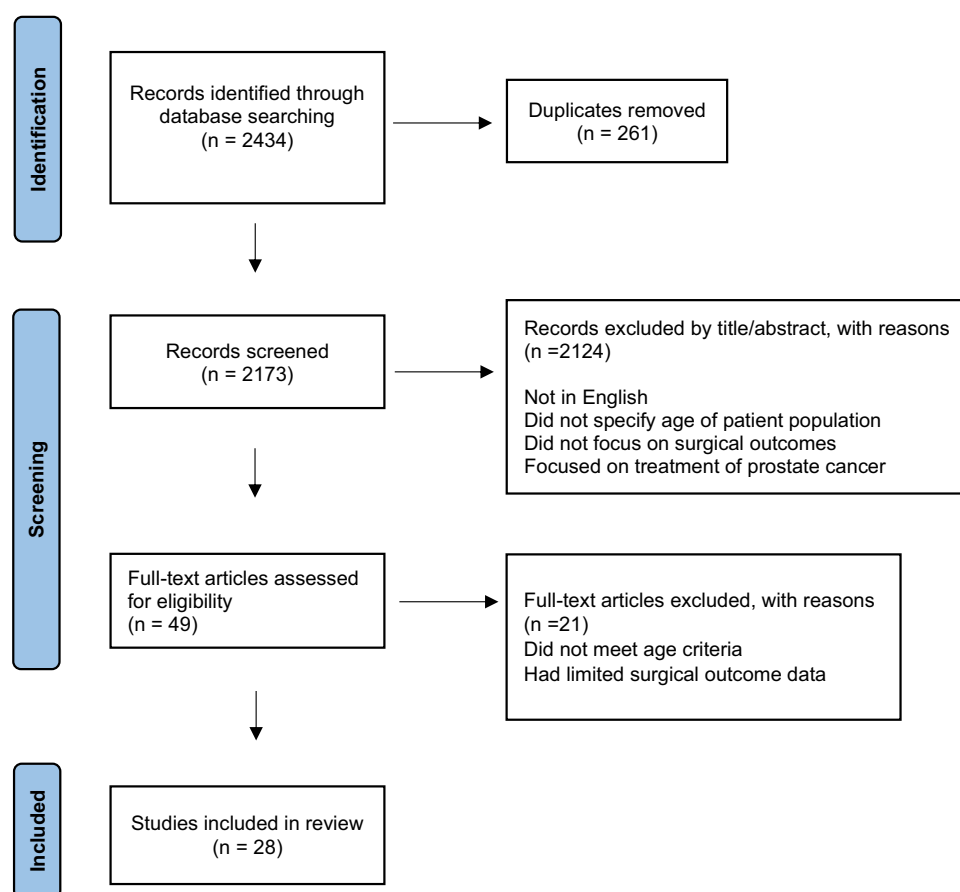 Identification
Records identified through
database searching
(n = 2434)
Duplicates removed
(n = 261)
Screening
Records screened
(n = 2173)
Records excluded by title/abstract, with reasons
(n =2124)
Not in English
Did not specify age of patient population
Did not focus on surgical outcomes
Focused on treatment of prostate cancer
Full-text articles assessed
for eligibility
(n = 49)
Full-text articles excluded, with reasons
(n =21)
Did not meet age criteria
Had limited surgical outcome data
Included
Studies included in review
(n = 28)